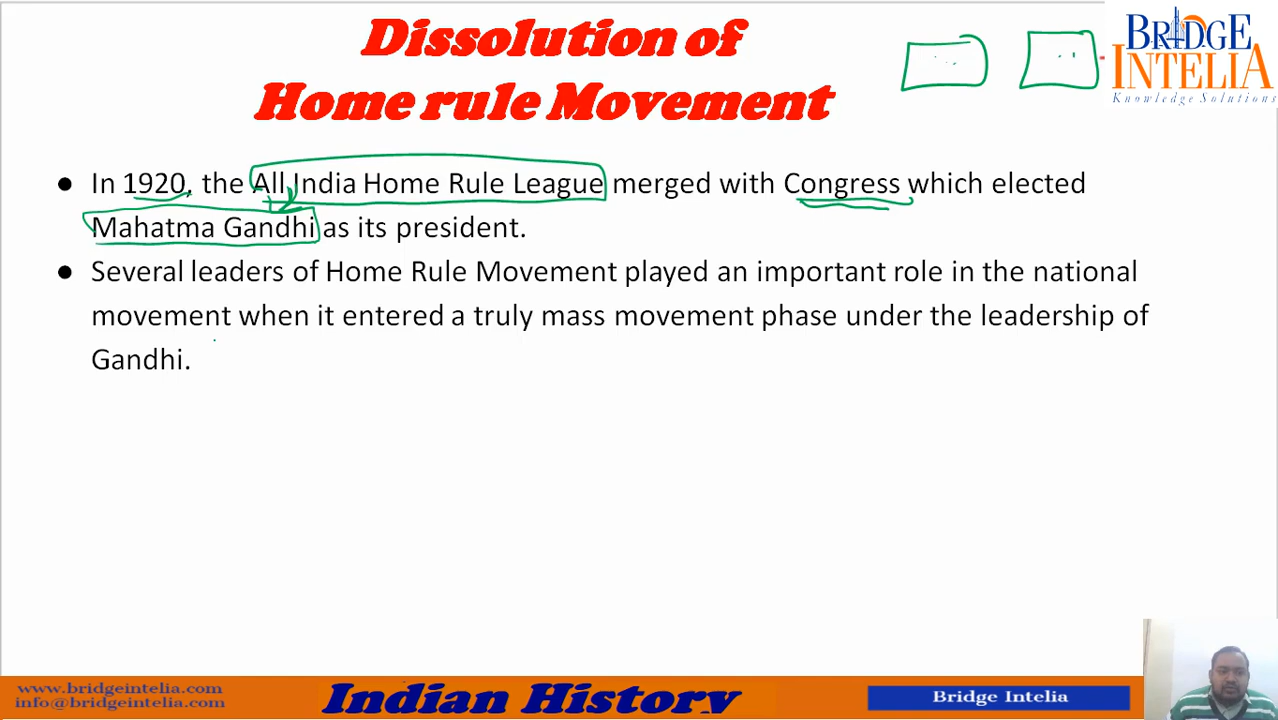 Dissolution of
Home rule Movement
BRIDGE
INTELIA
Knowledge Solutions
● In 1920, the All India Home Rule League merged with Congress which elected
Mahatma Gandhi as its president.
● Several leaders of Home Rule Movement played an important role in the national
movement when it entered a truly mass movement phase under the leadership of
Gandhi.
www.bridgeintelia.com
info@bridgeintelia.com
Indian History
Bridge Intelia